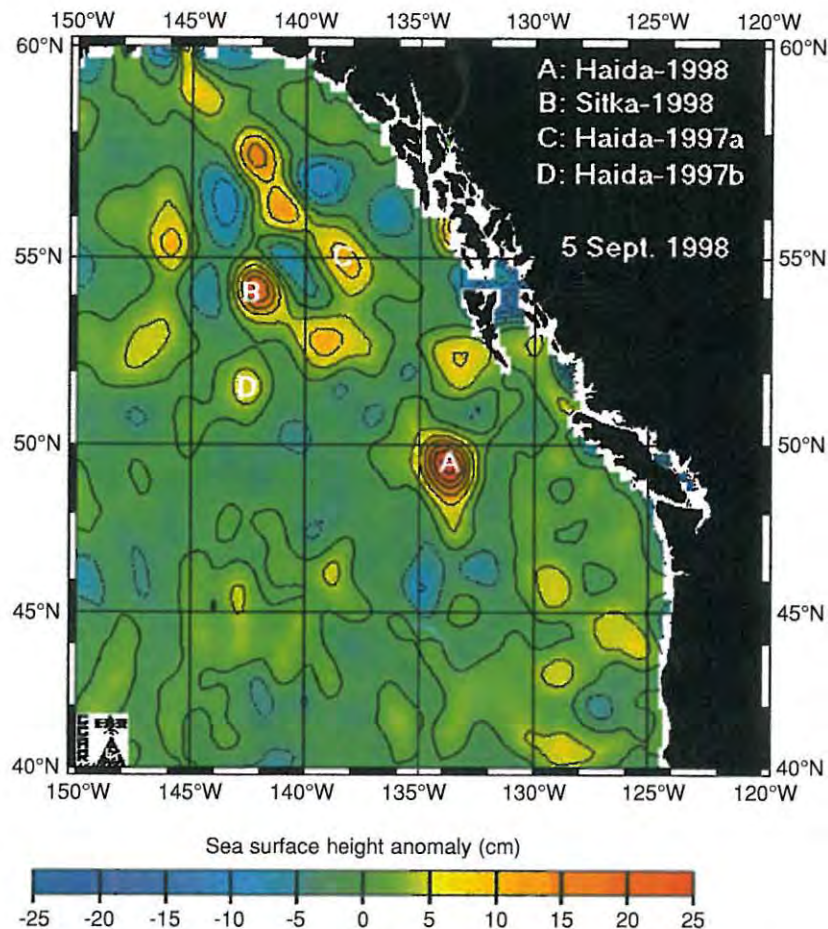 150°W 145°W 140°W 135°W 130°W 125°W 120°W
60°N 60°N
A: Haida-1998
B: Sitka-1998
C: Haida-1997a
D: Haida-1997b
55°N 5 Sept. 1998 55°N
C
B
D
50°N 50°N
A
45°N 45°N
40°N 40°N
150°W 145°W 140°W 135°W 130°W 125°W 120°W
Sea surface height anomaly (cm)
-25 -20 -15 -10 -5 0 5 10 15 20 25